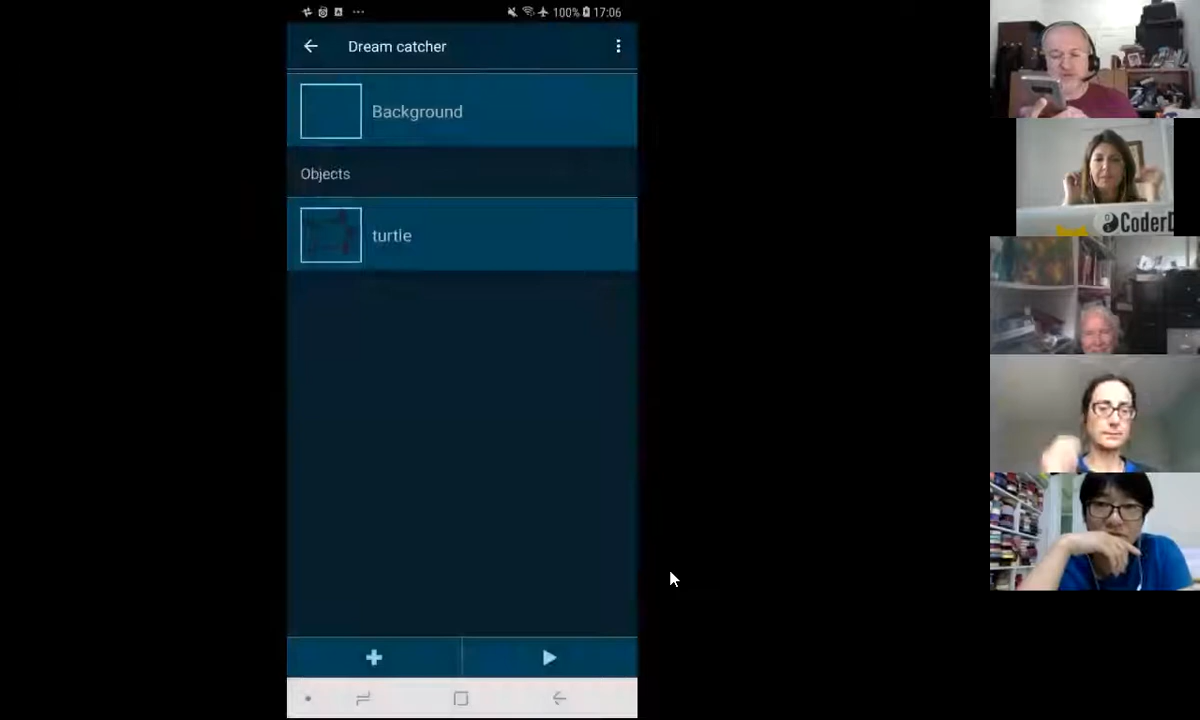 100% 17:06
Dream catcher
Background
Objects
turtle
CoderD